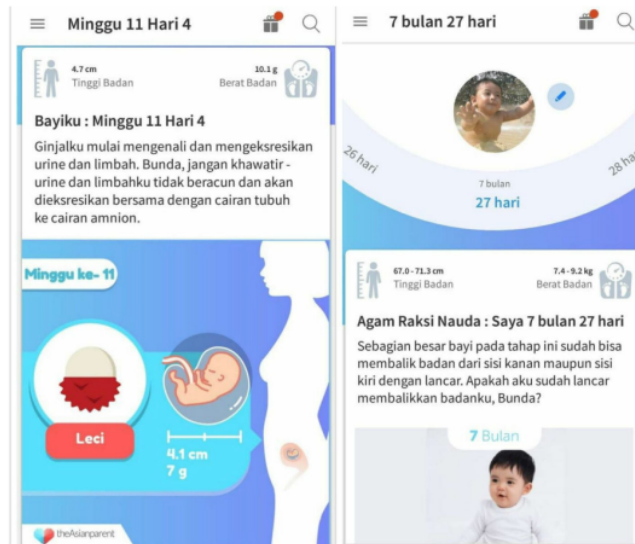 Minggu 11 Hari 4
4.7 cm
Tinggi Badan
10.1 g
Berat Badan
Bayiku : Minggu 11 Hari 4
Ginjalku mulai mengenali dan mengeksresikan
urine dan limbah. Bunda, jangan khawatir -
urine dan limbahku tidak beracun dan akan
dieksresikan bersama dengan cairan tubuh
ke cairan amnion.
Minggu ke- 11
Leci
4.1 cm
7 g
theAsianparent
7 bulan 27 hari
26 hari
7 bulan
27 hari
67.0 - 71.3 cm
Tinggi Badan
7.4 - 9.2 kg
Berat Badan
Agam Raksi Nauda : Saya 7 bulan 27 hari
Sebagian besar bayi pada tahap ini sudah bisa
membalik badan dari sisi kanan maupun sisi
kiri dengan lancar. Apakah aku sudah lancar
membalikkan badanku, Bunda?
7 Bulan